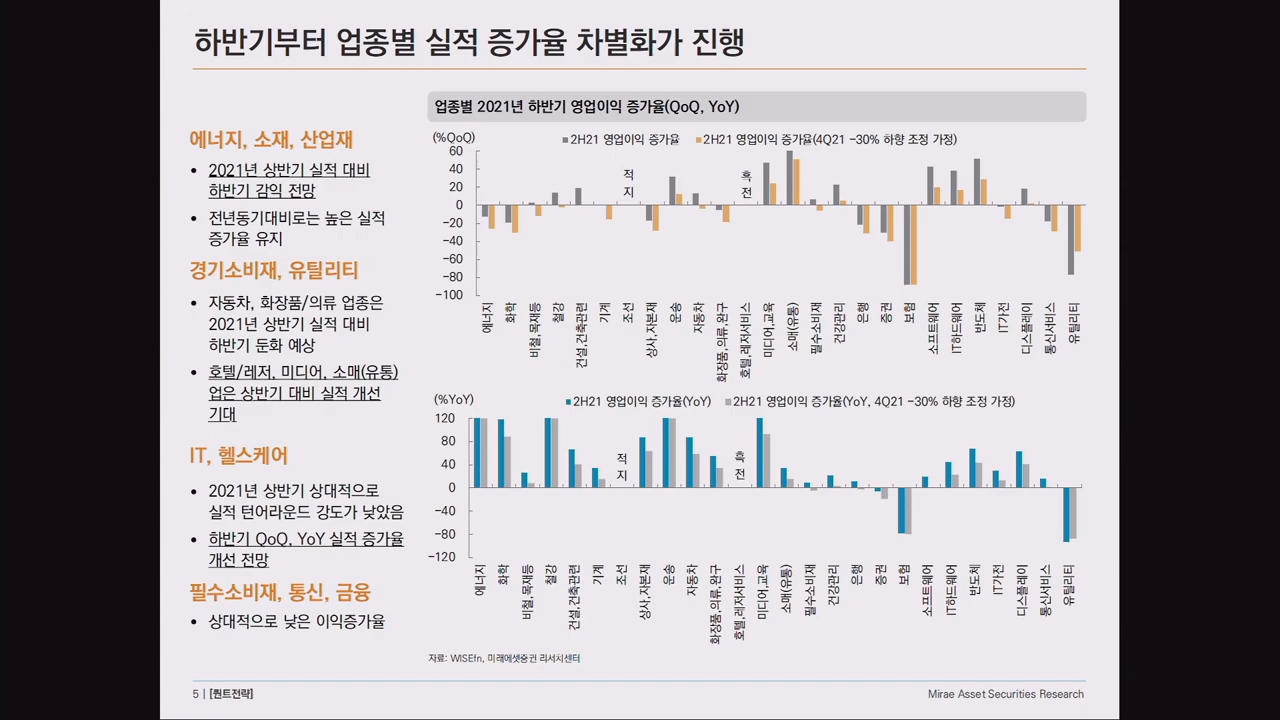 하반기부터 업종별 실적 증가율 차별화가 진행
에너지, 소재, 산업재
• 2021년 상반기 실적 대비
하반기 감익 전망
• 전년동기대비로는 높은 실적
증가율 유지
경기소비재, 유틸리티
• 자동차, 화장품/의류 업종은
2021년 상반기 실적 대비
하반기 둔화 예상
• 호텔/레저, 미디어, 소매(유통)
업은 상반기 대비 실적 개선
기대
IT, 헬스케어
• 2021년 상반기 상대적으로
실적 턴어라운드 강도가 낮았음
• 하반기 QoQ, YoY 실적 증가율
개선 전망
필수소비재, 통신, 금융
• 상대적으로 낮은 이익증가율
업종별 2021년 하반기 영업이익 증가율(QoQ, YoY)
(%QoQ)
2H21 영업이익 증가율
2H21 영업이익 증가율(4Q21 -30% 하향 조정 가정)
60
40
20
0
-20
-40
-60
-80
-100
적
지
흑
전
에너지
화학
비철,목재등
철강
건설,건축관련
기계
조선
상사,자본재
운송
자동차
화장품,의류,완구
호텔,레저서비스
미디어,교육
소매(유통)
필수소비재
건강관리
은행
증권
보험
소프트웨어
IT하드웨어
반도체
IT가전
디스플레이
통신서비스
유틸리티
(%YoY)
2H21 영업이익 증가율(YoY)
2H21 영업이익 증가율(YoY, 4Q21 -30% 하향 조정 가정)
120
80
40
0
-40
-80
-120
적
지
흑
전
에너지
화학
비철,목재등
철강
건설,건축관련
기계
조선
상사,자본재
운송
자동차
화장품,의류,완구
호텔,레저서비스
미디어,교육
소매(유통)
필수소비재
건강관리
은행
증권
보험
소프트웨어
IT하드웨어
반도체
IT가전
디스플레이
통신서비스
유틸리티
자료: WISEfn, 미래에셋증권 리서치센터
5 | [퀀트전략]
Mirae Asset Securities Research